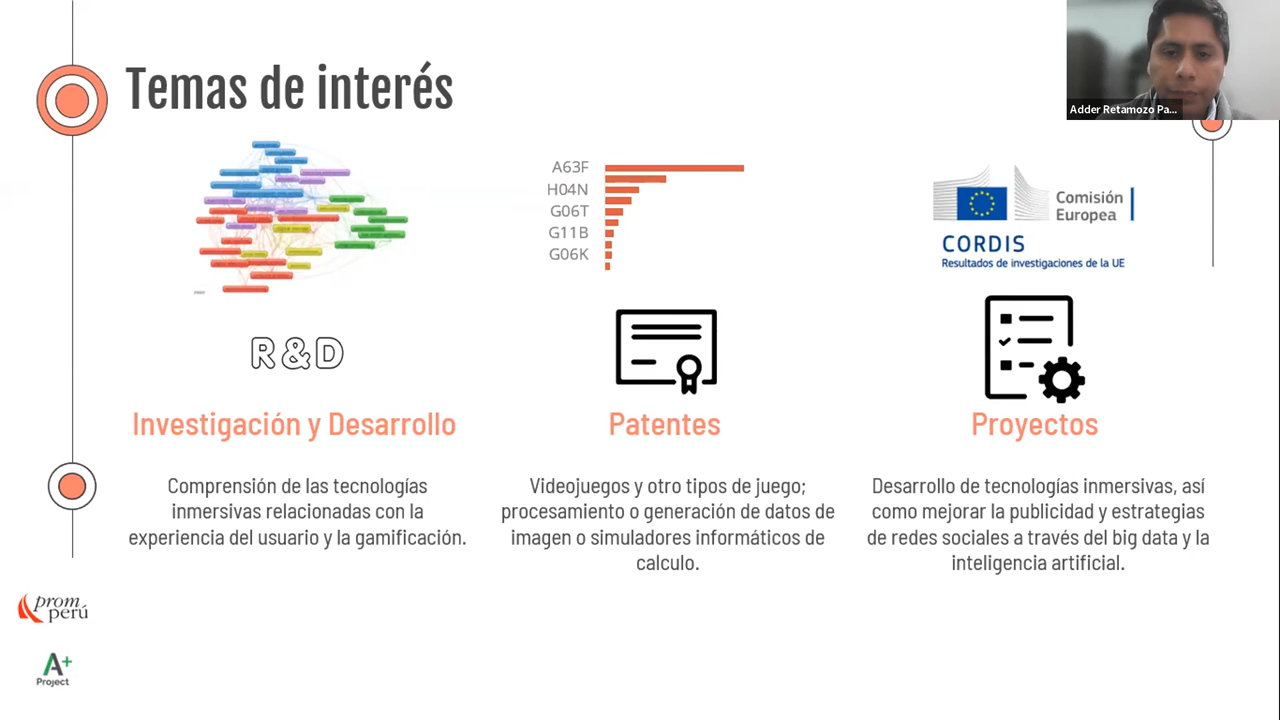 Temas de interés
Adder Retamozo Pa...
A63F
H04N
G06T
G11B
G06K
Comisión
Europea
CORDIS
Resultados de investigaciones de la UE
R&D
Investigación y Desarrollo
Comprensión de las tecnologías
inmersivas relacionadas con la
experiencia del usuario y la gamificación.
Patentes
Videojuegos y otro tipos de juego;
procesamiento o generación de datos de
imagen o simuladores informáticos de
calculo.
Proyectos
Desarrollo de tecnologías inmersivas, así
como mejorar la publicidad y estrategias
de redes sociales a través del big data y la
inteligencia artificial.
prom
perú
A+
Project